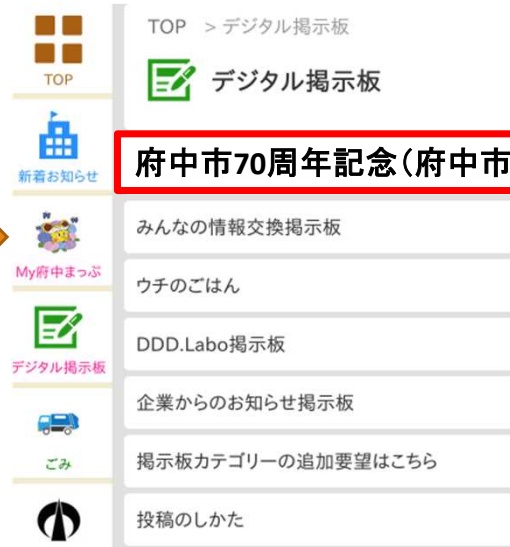 TOP
新着お知らせ
My府中まっぷ
デジタル掲示板
ごみ
TOP >デジタル掲示板
デジタル掲示板
府中市70周年記念（府中市
みんなの情報交換掲示板
ウチのごはん
DDD.Labo掲示板
企業からのお知らせ掲示板
掲示板カテゴリーの追加要望はこちら
投稿のしかた